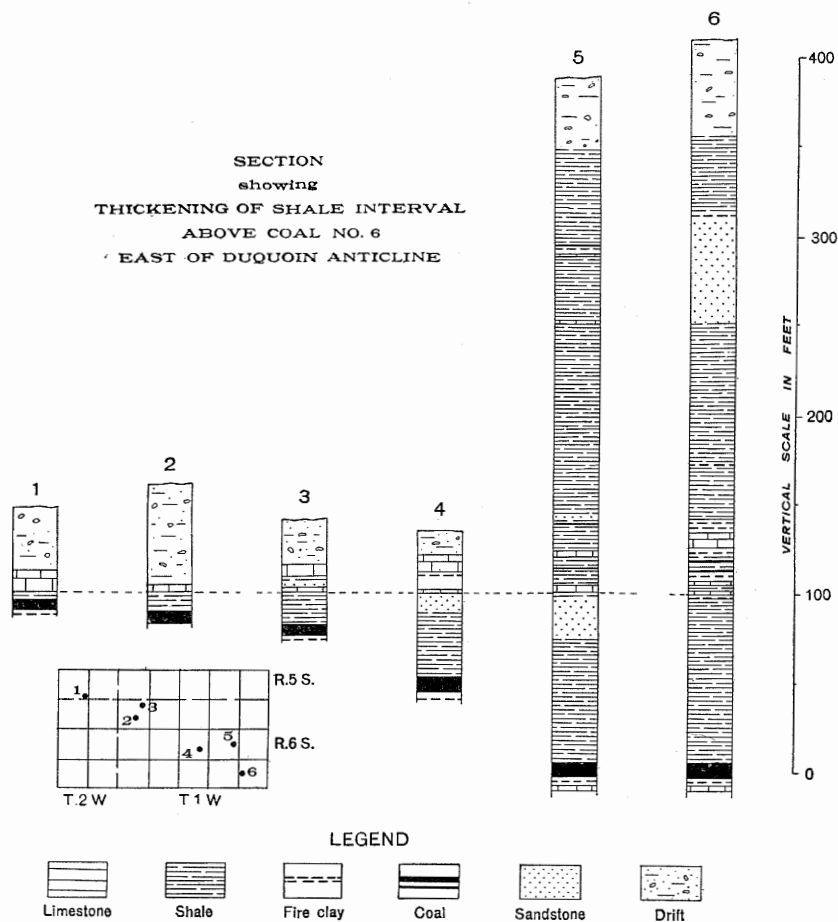 SECTION
showing
THICKENING OF SHALE INTERVAL
ABOVE COAL NO. 6
EAST OF DUQUOIN ANTICLINE
1
2
3
4
5
6
400
300
200
100
0
VERTICAL SCALE IN FEET
1
3
2
4
5
6
R.5 S.
R.6 S.
T.2 W
T 1 W
LEGEND
Limestone
Shale
Fire clay
Coal
Sandstone
Drift